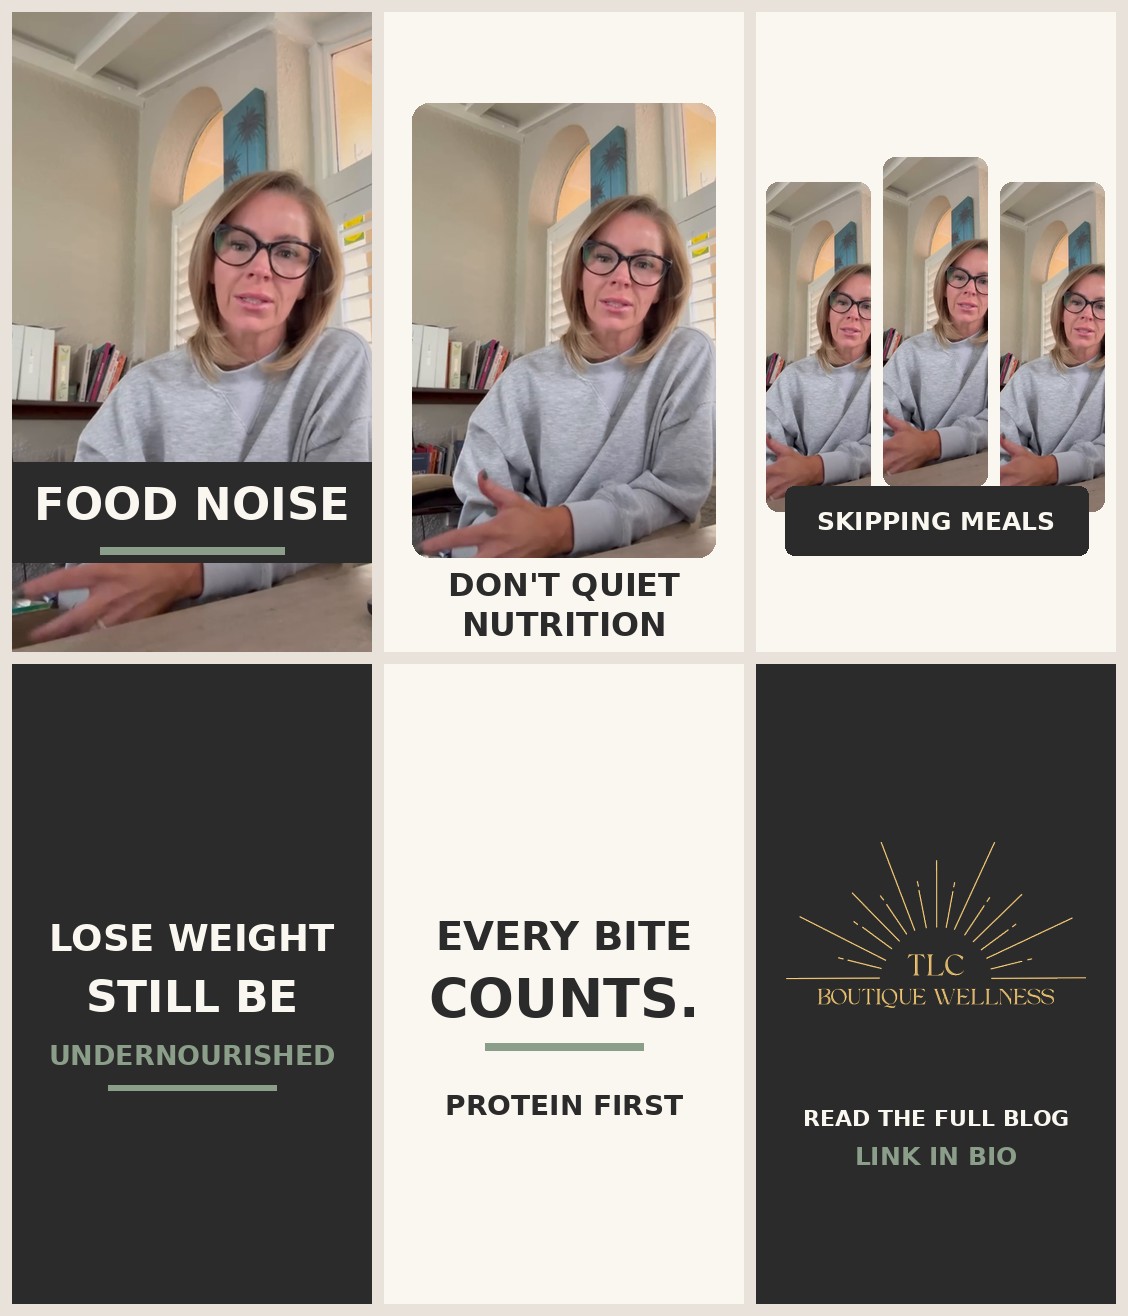 FOOD NOISE
DON'T QUIET
NUTRITION
SKIPPING MEALS
LOSE WEIGHT
STILL BE
UNDERNOURISHED
EVERY BITE
COUNTS.
PROTEIN FIRST
TLC
BOUTIQUE WELLNESS
READ THE FULL BLOG
LINK IN BIO